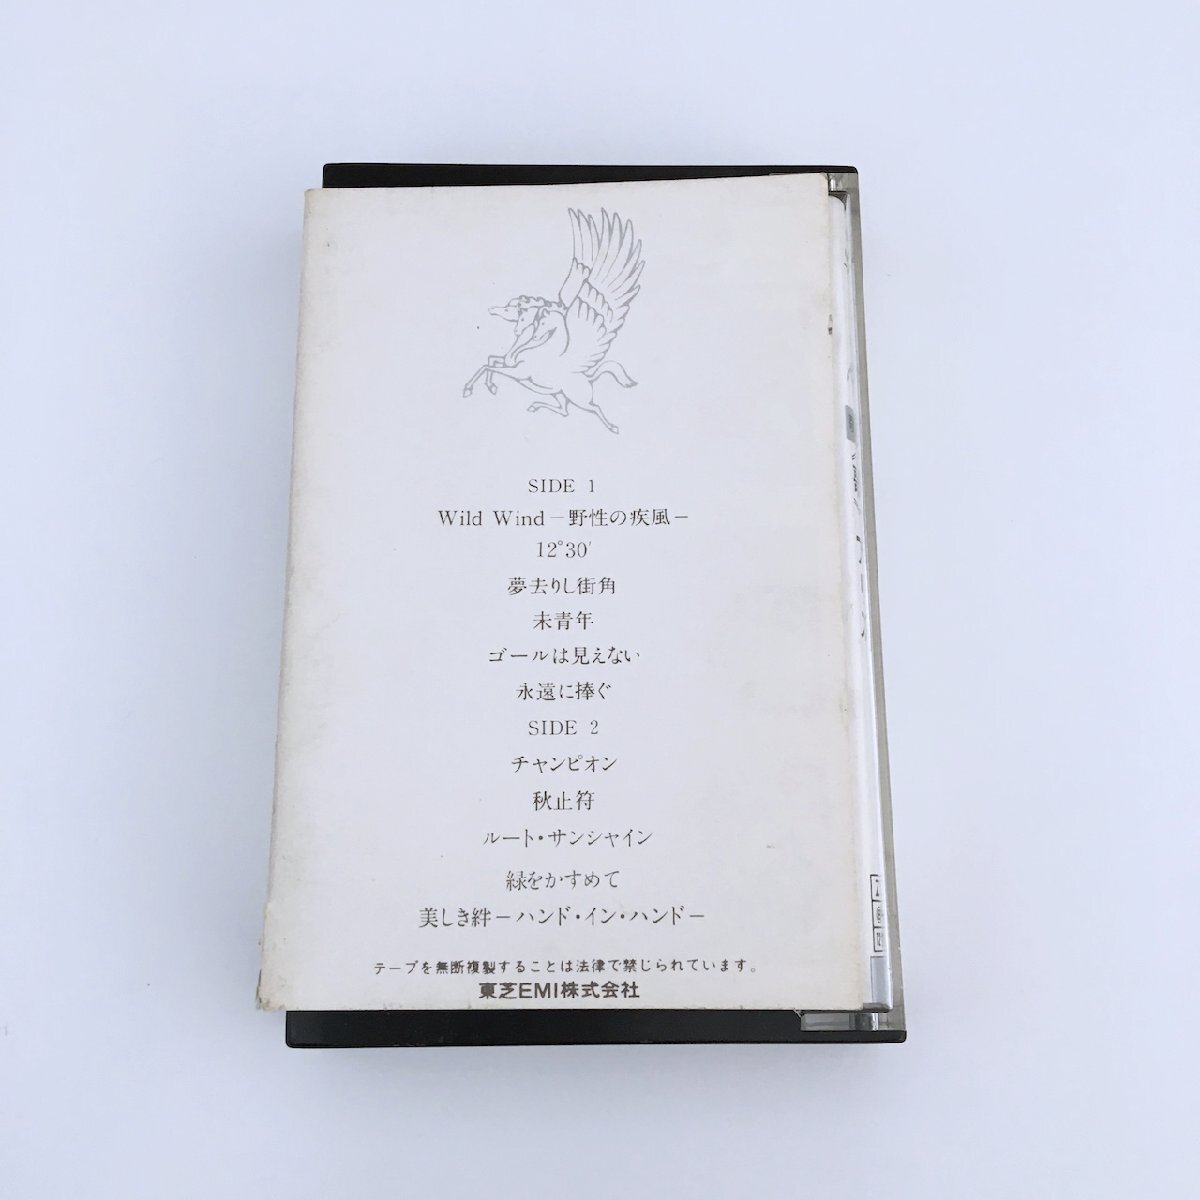 SIDE 1
Wild Wind－野性の疾風－
12°30′
夢去りし街角
未青年
ゴールは見えない
永遠に捧ぐ
SIDE 2
チャンピオン
秋止符
ルート・サンシャイン
緑をかすめて
美しき絆－ハンド・イン・ハンド－
テープを無断複製することは法律で禁じられています。
東芝EMI株式会社